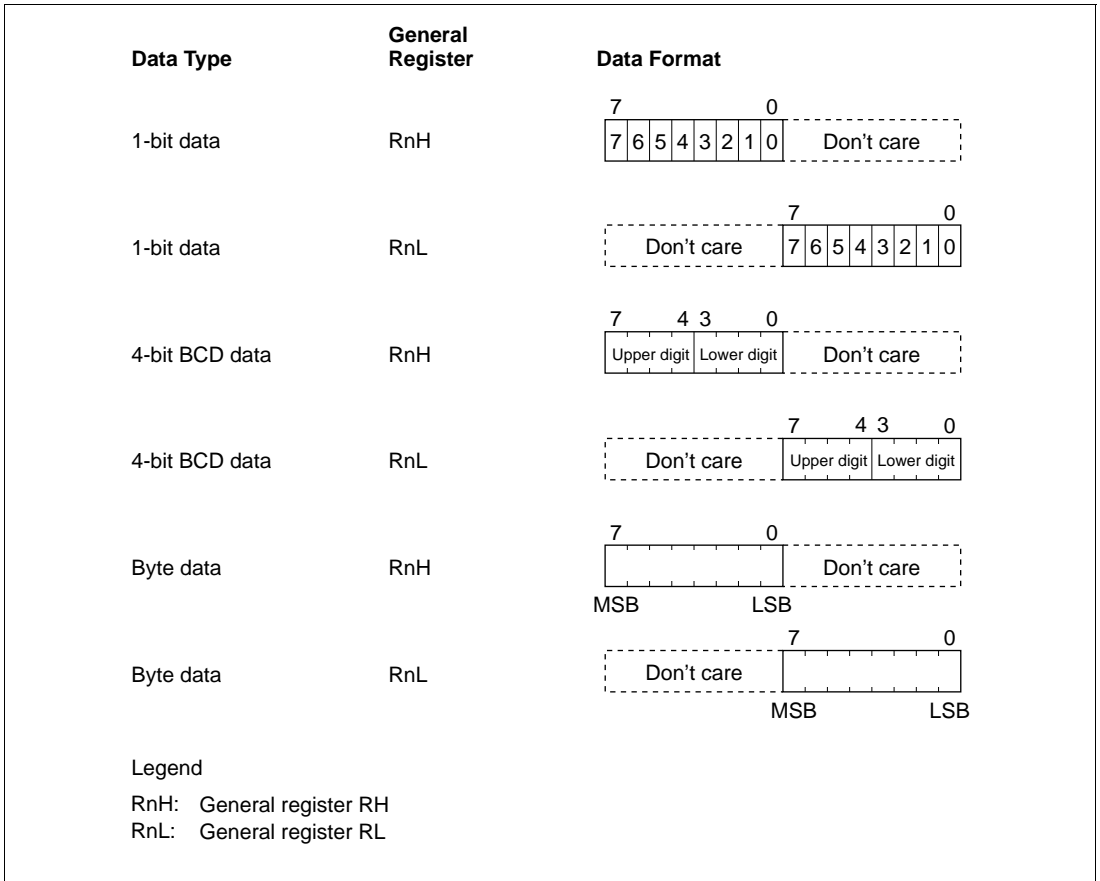 General
Data Type Register Data Format
7 0
1-bit data RnH 7 6 5 4 3 2 1 0 Don't care
7 0
1-bit data RnL Don't care 7 6 5 4 3 2 1 0
7 4 3 0
4-bit BCD data RnH Upper digit Lower digit Don't care
7 4 3 0
4-bit BCD data RnL Don't care Upper digit Lower digit
7 0
Byte data RnH Don't care
MSB LSB
7 0
Byte data RnL Don't care
MSB LSB
Legend
RnH: General register RH
RnL: General register RL